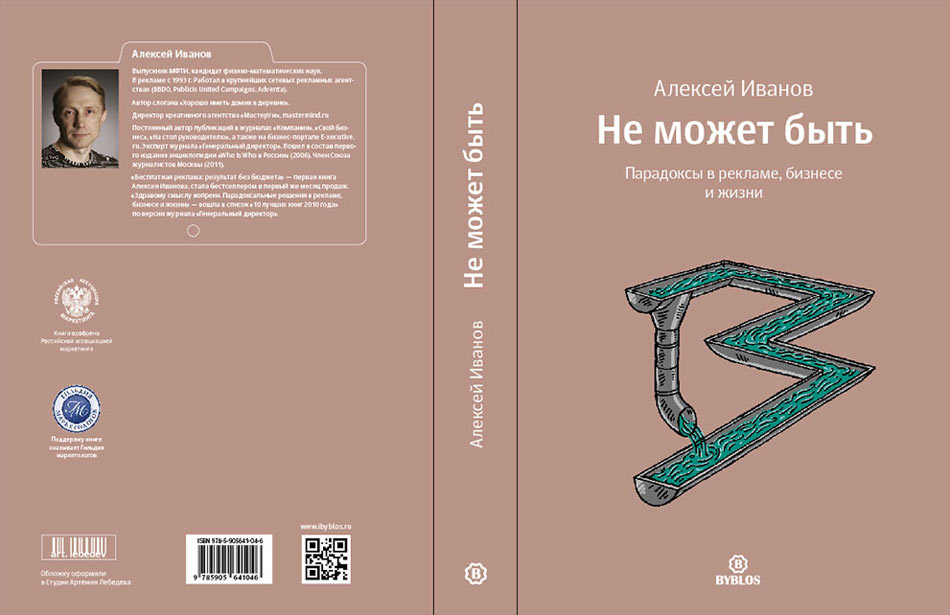 Алексей Иванов
Выпускник МФТИ, кандидат физико-математических наук.
В рекламе с 1993 г. Работал в крупнейших сетевых рекламных агент-
ствах (BBDO, Publicis United Campaigns, Adventa).
Автор слогана «Хорошо иметь домик в деревне».
Директор креативного агентства «Мастерум», mastermind.ru
Постоянный автор публикаций в журналах «Компания», «Свой биз-
нес», «На стол руководителю», а также на бизнес-портале E-xecutive.
ru. Эксперт журнала «Генеральный директор». Вошел в состав перво-
го издания энциклопедии «Who Is Who в России» (2006). Член Союза
журналистов Москвы (2011).
«Бесплатная реклама: результат без бюджета» — первая книга
Алексея Иванова, стала бестселлером в первый же месяц продаж.
«Здравому смыслу вопреки. Парадоксальные решения в рекламе,
бизнесе и жизни» — вошла в список «10 лучших книг 2010 года»
по версии журнала «Генеральный директор».
РОССИЙСКАЯ АССОЦИАЦИЯ
МАРКЕТИНГА
Книга одобрена
Российской ассоциацией
маркетинга
ГИЛЬДИЯ
МАРКЕТОЛОГОВ
ГМ
Поддержку книге
оказывает Гильдия
маркетологов
art. lebedev
Обложку оформили
в Студии Артемия Лебедева
ISBN 978-5-905641-04-6
9 785905 641046
www.ibyblos.ru
Алексей Иванов
Не может быть
B
Алексей Иванов
Не может быть
Парадоксы в рекламе, бизнесе
и жизни
B
BYBLOS